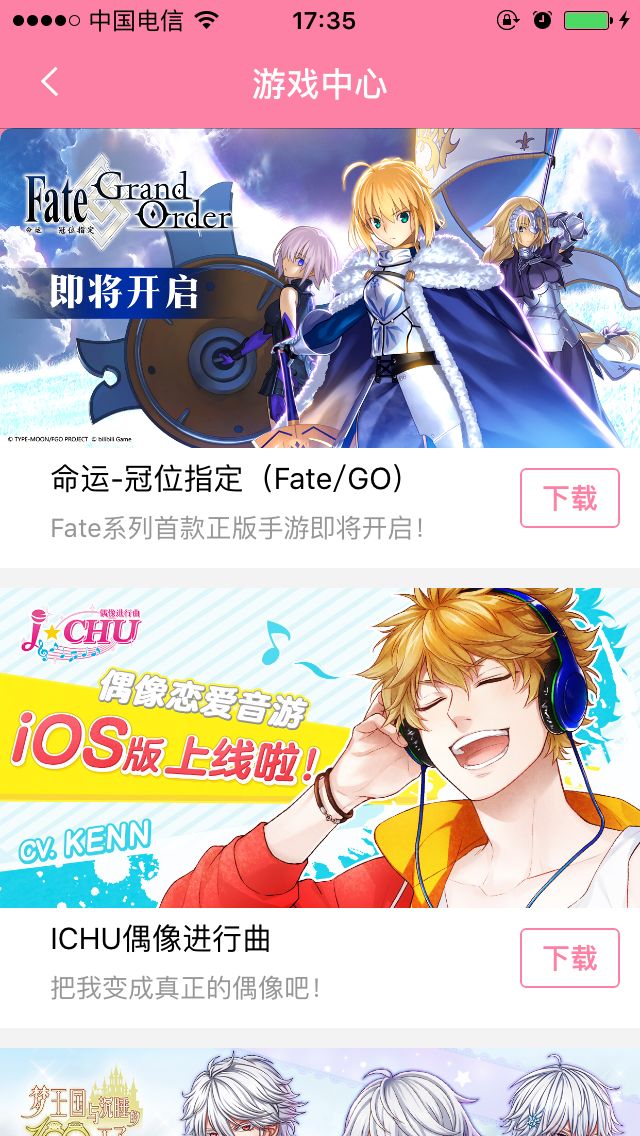 中国电信
17:35
游戏中心
Fate Grand Order
命运 冠位指定
即将开启
© TYPE-MOON/FGO PROJECT © bilibili Game
命运-冠位指定（Fate/GO）
下载
Fate系列首款正版手游即将开启！
偶像进行曲
I★CHU
偶像恋爱音游
iOS版上线啦！
CV. KENN
ICHU偶像进行曲
下载
把我变成真正的偶像吧！
梦王国与沉睡的